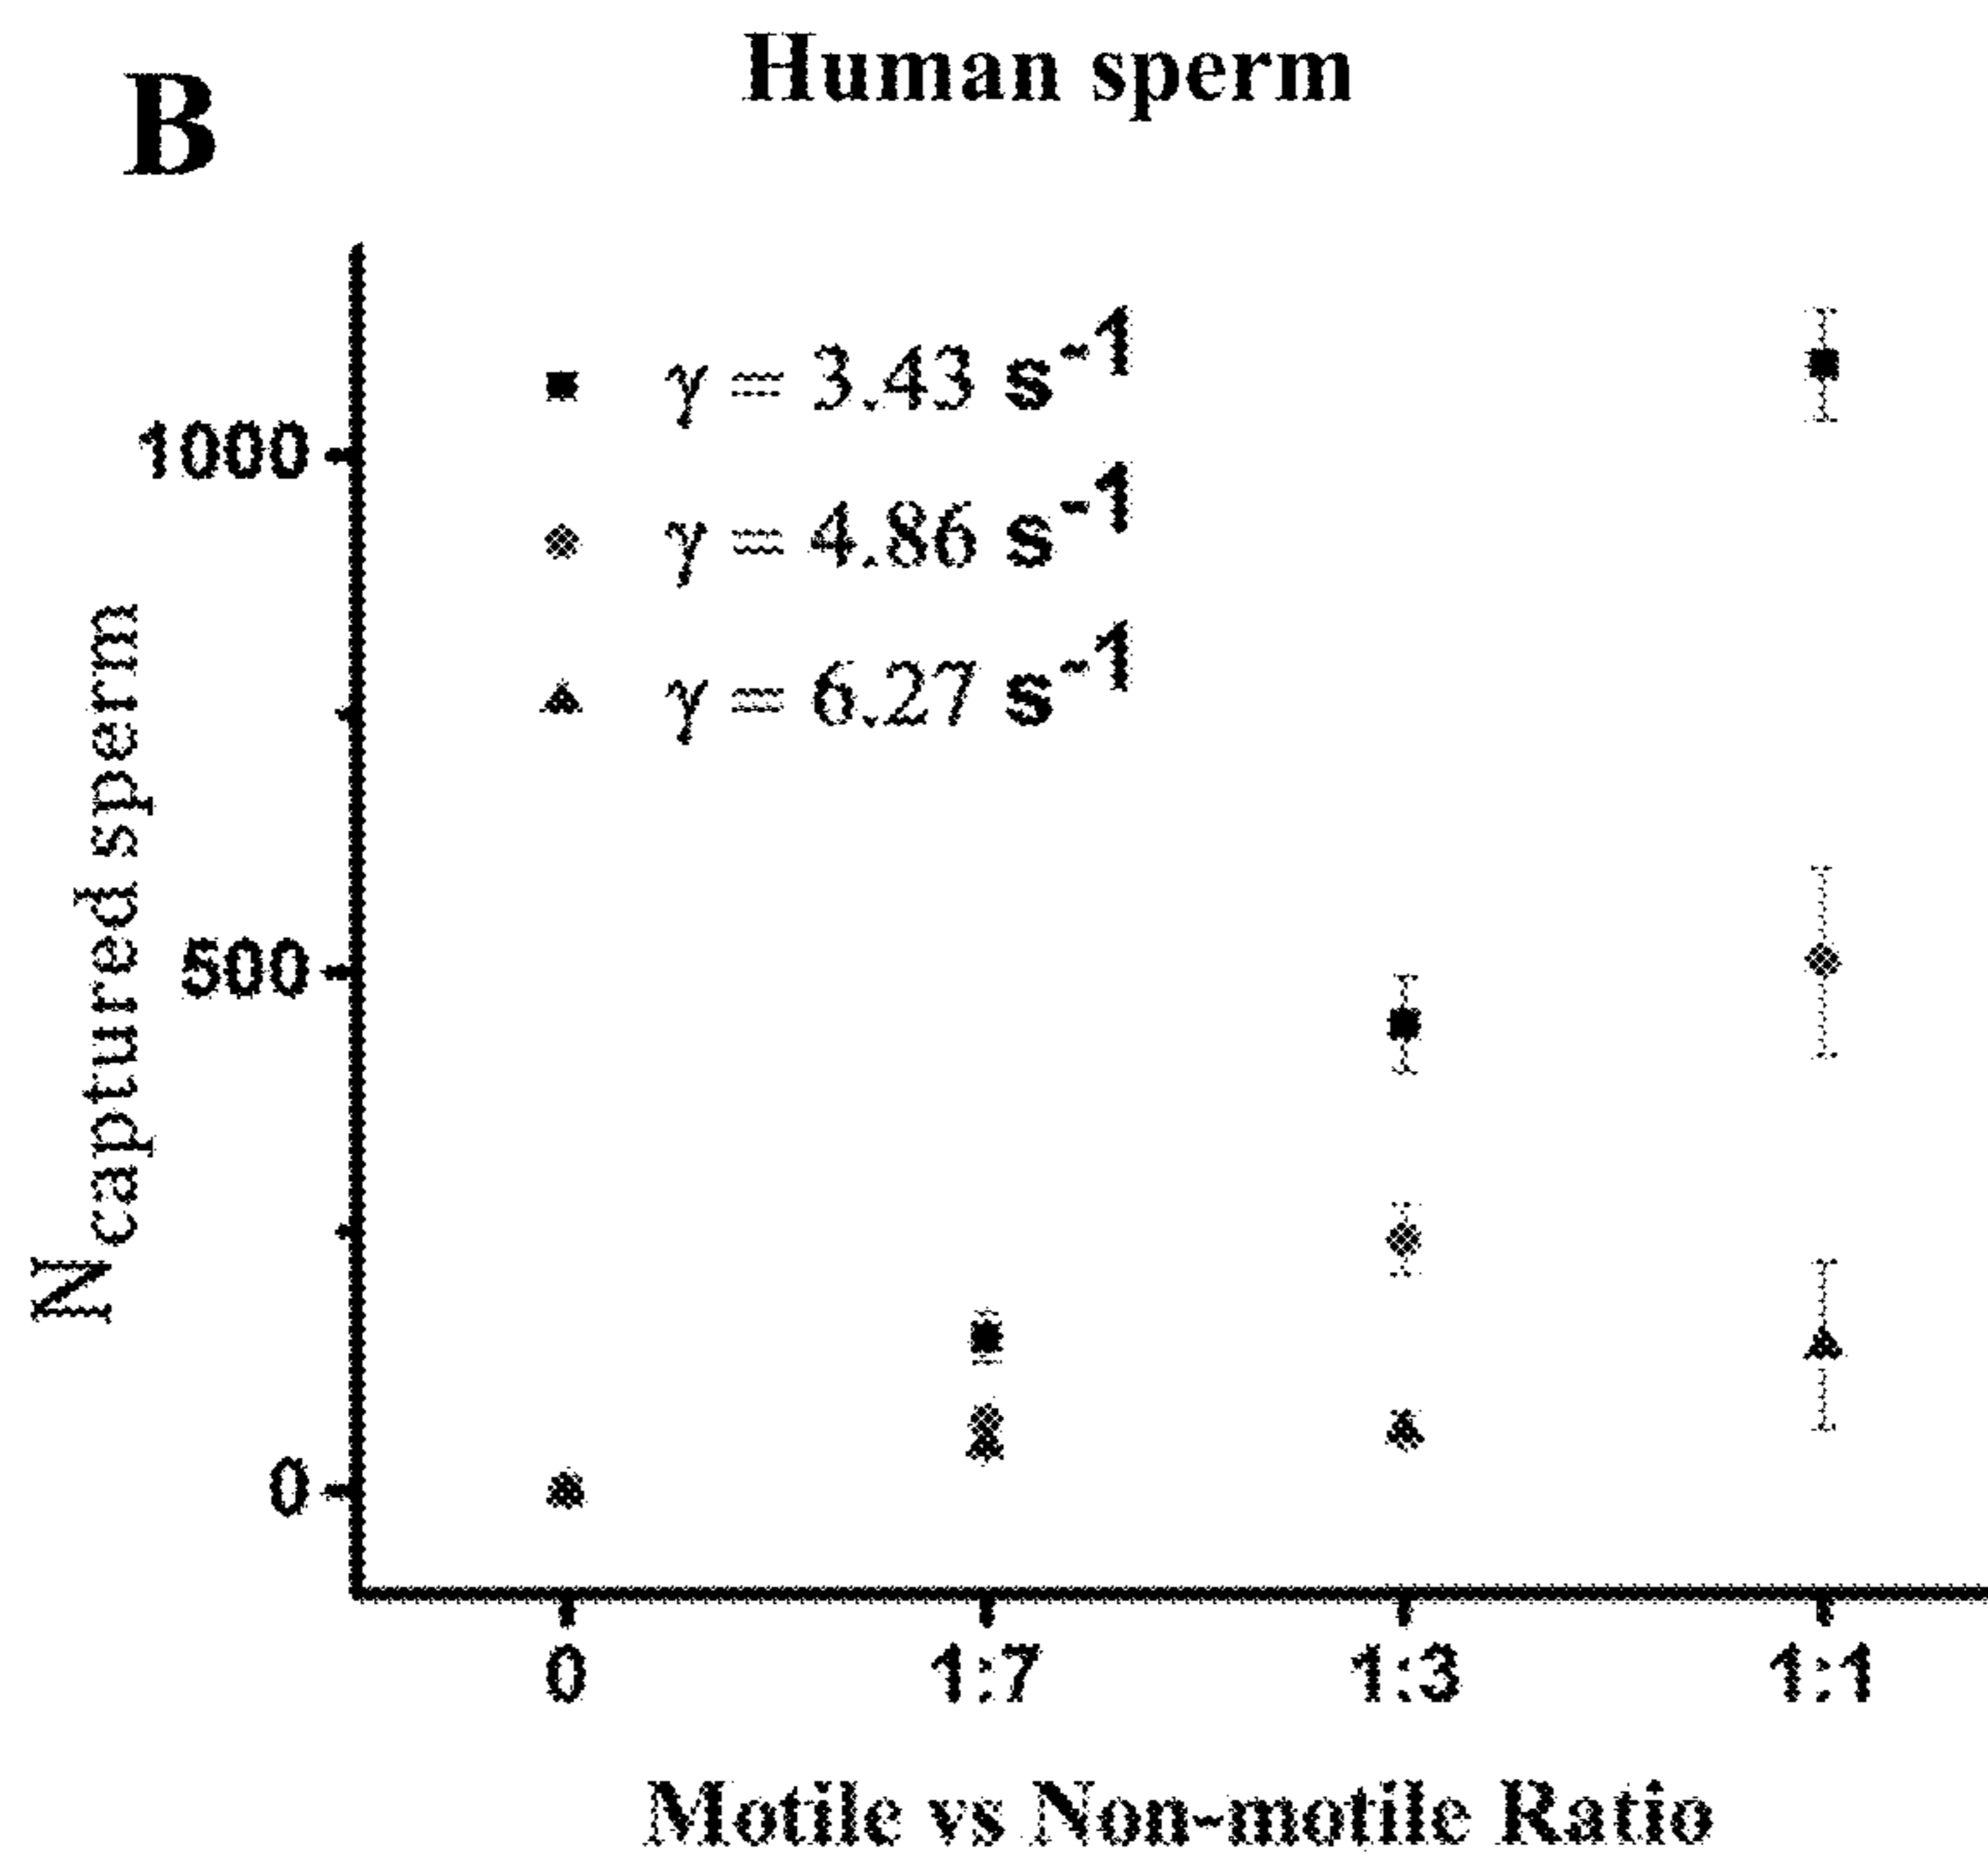 B
Human sperm
γ = 3.43 s⁻¹
γ = 4.86 s⁻¹
γ = 6.27 s⁻¹
1000
500
0
N captured sperm
0 1:7 1:3 1:1
Motile vs Non-motile Ratio